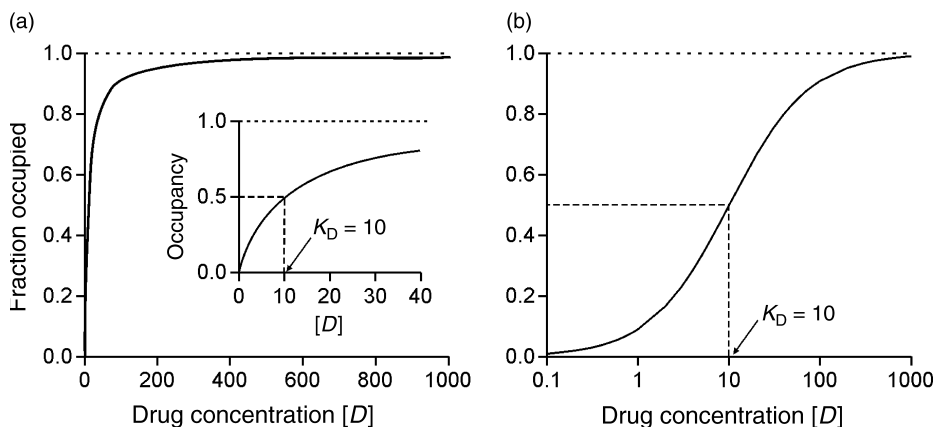 (a)
Fraction occupied
1.0
0.8
0.6
0.4
0.2
0.0
0 200 400 600 800 1000
Drug concentration [D]
Occupancy
1.0
0.5
0.0
0 10 20 30 40
[D]
KD = 10
(b)
1.0
0.8
0.6
0.4
0.2
0.0
0.1 1 10 100 1000
Drug concentration [D]
KD = 10